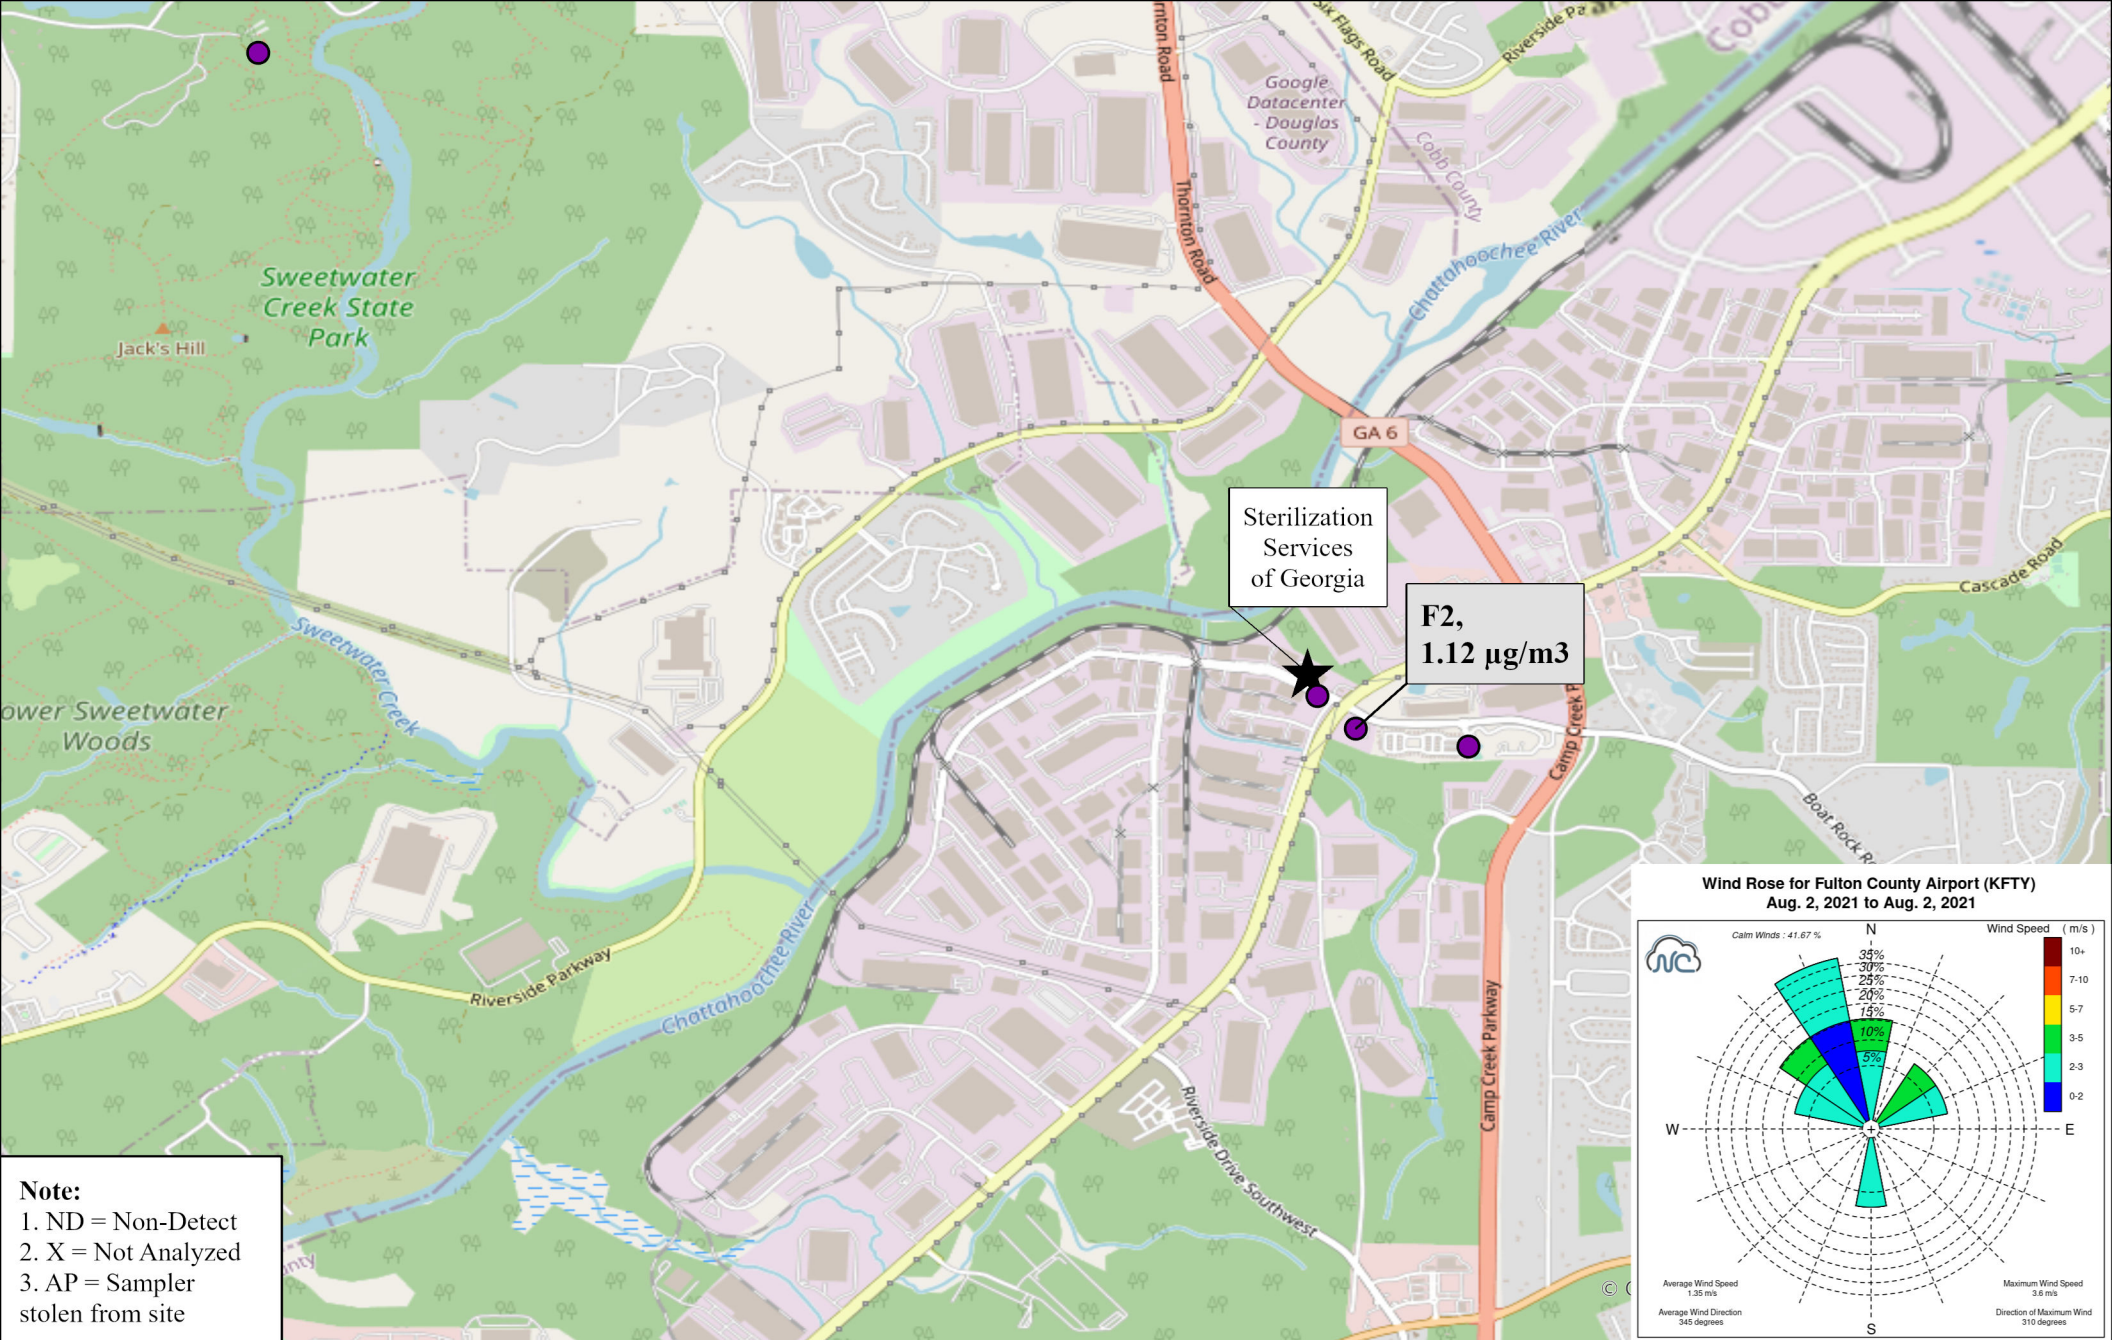 Six Flags Road
Riverside Pa
Cobb
rnton Road
Google
Datacenter
- Douglas
County
Cobb County
Thornton Road
Chattahoochee River
Sweetwater
Creek State
Park
Jack's Hill
GA 6
Sterilization
Services
of Georgia
Cascade Road
F2,
1.12 µg/m3
Sweetwater Creek
ower Sweetwater
Woods
Camp Creek P
Boat Rock Ro
Riverside Parkway
Chattahoochee River
Camp Creek Parkway
Riverside Drive Southwest
unty
©
Note:
1. ND = Non-Detect
2. X = Not Analyzed
3. AP = Sampler
stolen from site
Wind Rose for Fulton County Airport (KFTY)
Aug. 2, 2021 to Aug. 2, 2021
NC
Calm Winds : 41.67 %
N
Wind Speed ( m/s )
35%
30%
25%
20%
15%
10%
5%
10+
7-10
5-7
3-5
2-3
0-2
W
E
S
Average Wind Speed
1.35 m/s
Average Wind Direction
345 degrees
Maximum Wind Speed
3.6 m/s
Direction of Maximum Wind
310 degrees